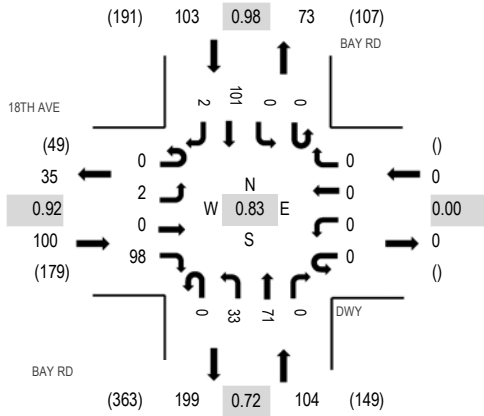 (191) 103 0.98 73 (107)
BAY RD
2 101 0 0
18TH AVE
(49) 0 0 ()
35 2 0 0
N
0.92 W 0.83 E 0.00
S
100 0 0 0
(179) 98 0 ()
0 33 71 0
DWY
BAY RD
(363) 199 0.72 104 (149)